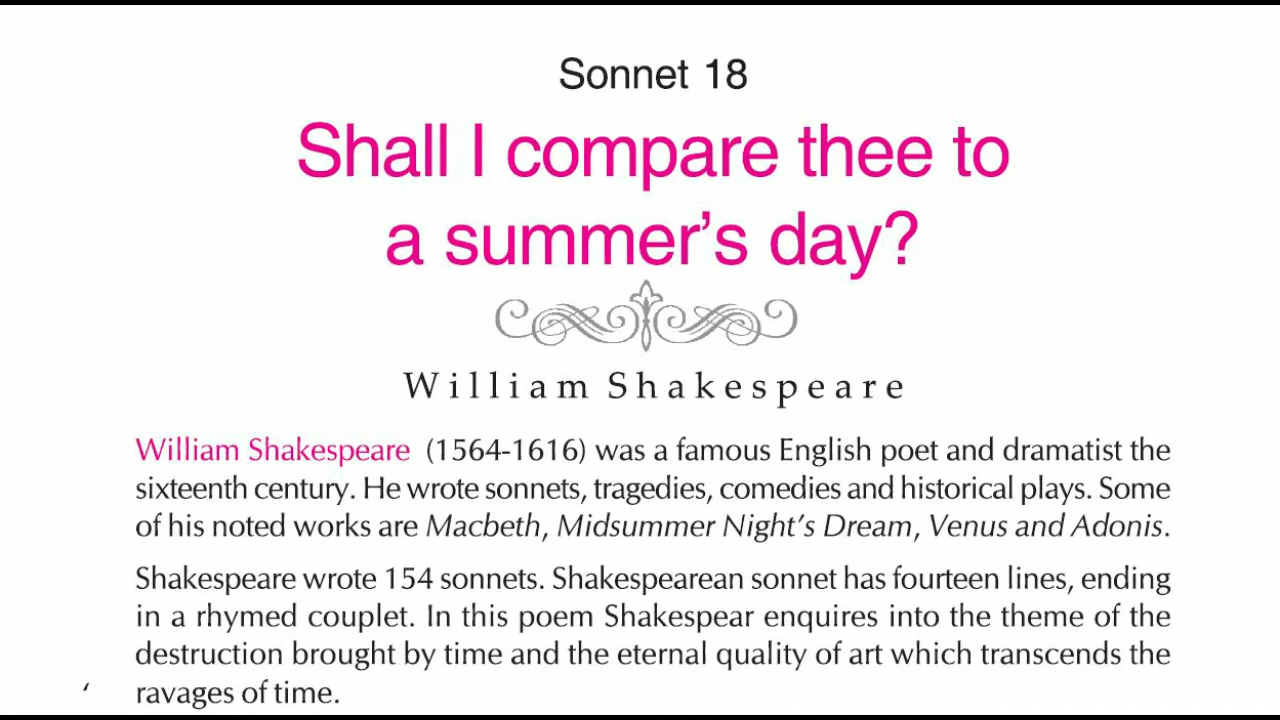 Sonnet 18
Shall I compare thee to
a summer’s day?
William Shakespeare
William Shakespeare (1564-1616) was a famous English poet and dramatist the
sixteenth century. He wrote sonnets, tragedies, comedies and historical plays. Some
of his noted works are Macbeth, Midsummer Night’s Dream, Venus and Adonis.
Shakespeare wrote 154 sonnets. Shakespearean sonnet has fourteen lines, ending
in a rhymed couplet. In this poem Shakespear enquires into the theme of the
destruction brought by time and the eternal quality of art which transcends the
‘ ravages of time.